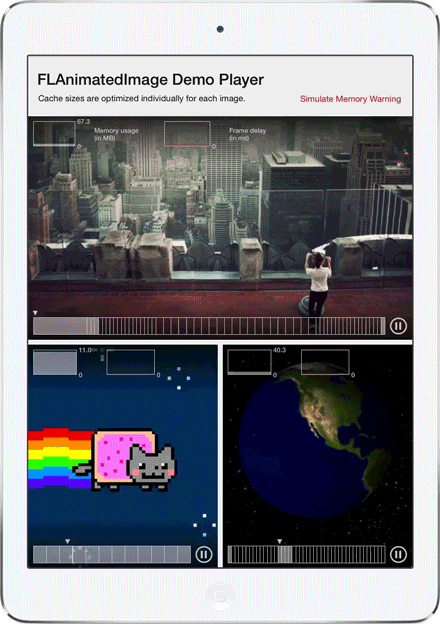 FLAnimatedImage Demo Player
Cache sizes are optimized individually for each image.
Simulate Memory Warning
67.3
0
Memory usage
(in MB)
0
Frame delay
(in ms)
11.0
0
0
40.3
0
0